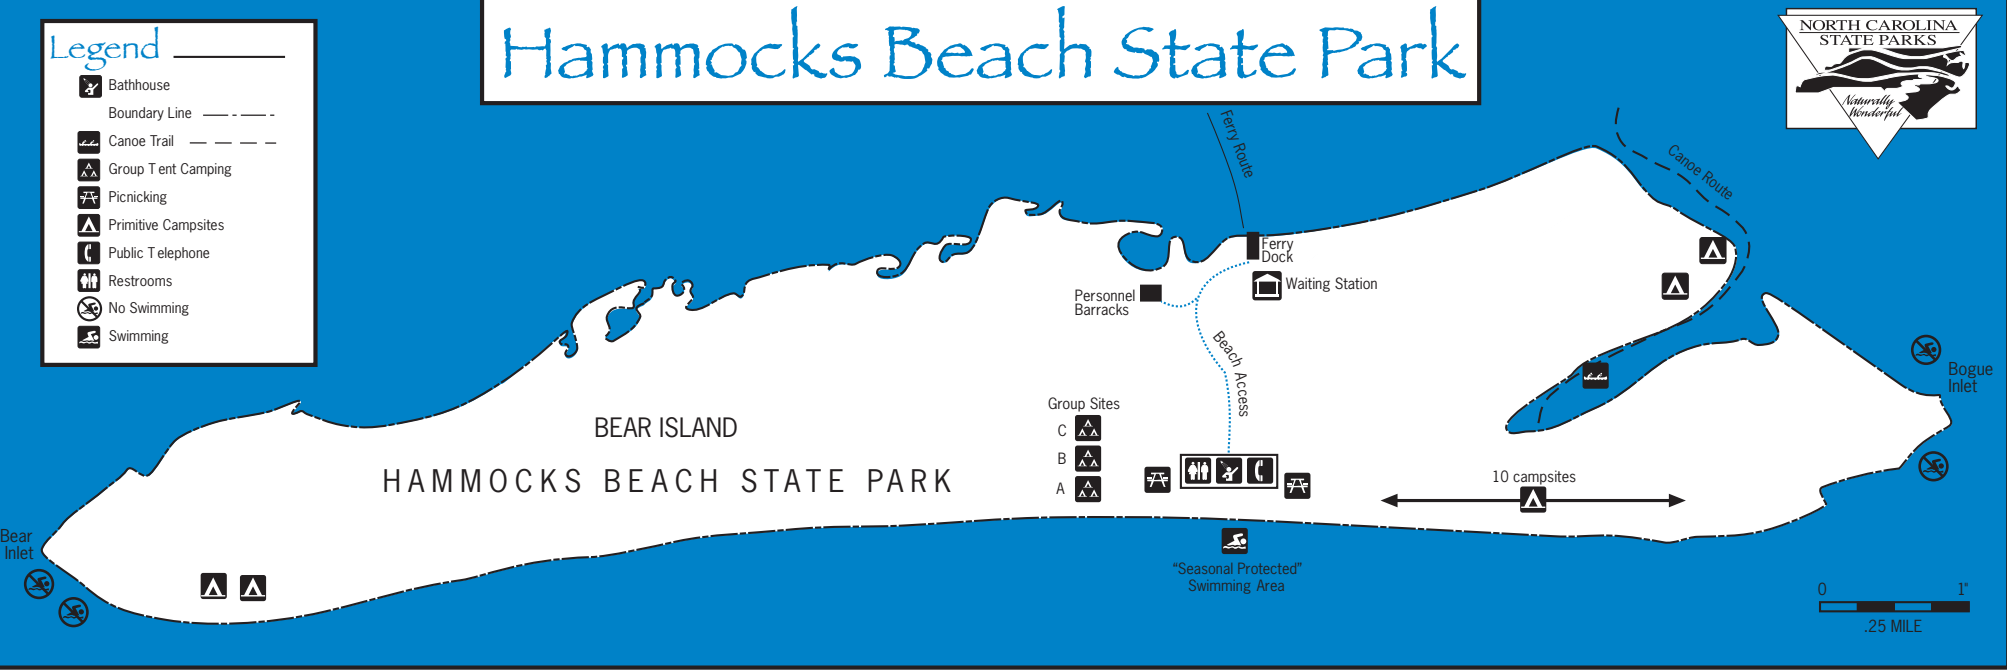 Hammocks Beach State Park
NORTH CAROLINA
STATE PARKS
Naturally
Wonderful
Legend
Bathhouse
Boundary Line
Canoe Trail
Group Tent Camping
Picnicking
Primitive Campsites
Public Telephone
Restrooms
No Swimming
Swimming
Ferry Route
Canoe Route
Ferry
Dock
Waiting Station
Personnel
Barracks
Beach Access
Bogue
Inlet
Group Sites
C
B
A
BEAR ISLAND
HAMMOCKS BEACH STATE PARK
10 campsites
Bear
Inlet
“Seasonal Protected”
Swimming Area
0 1"
.25 MILE